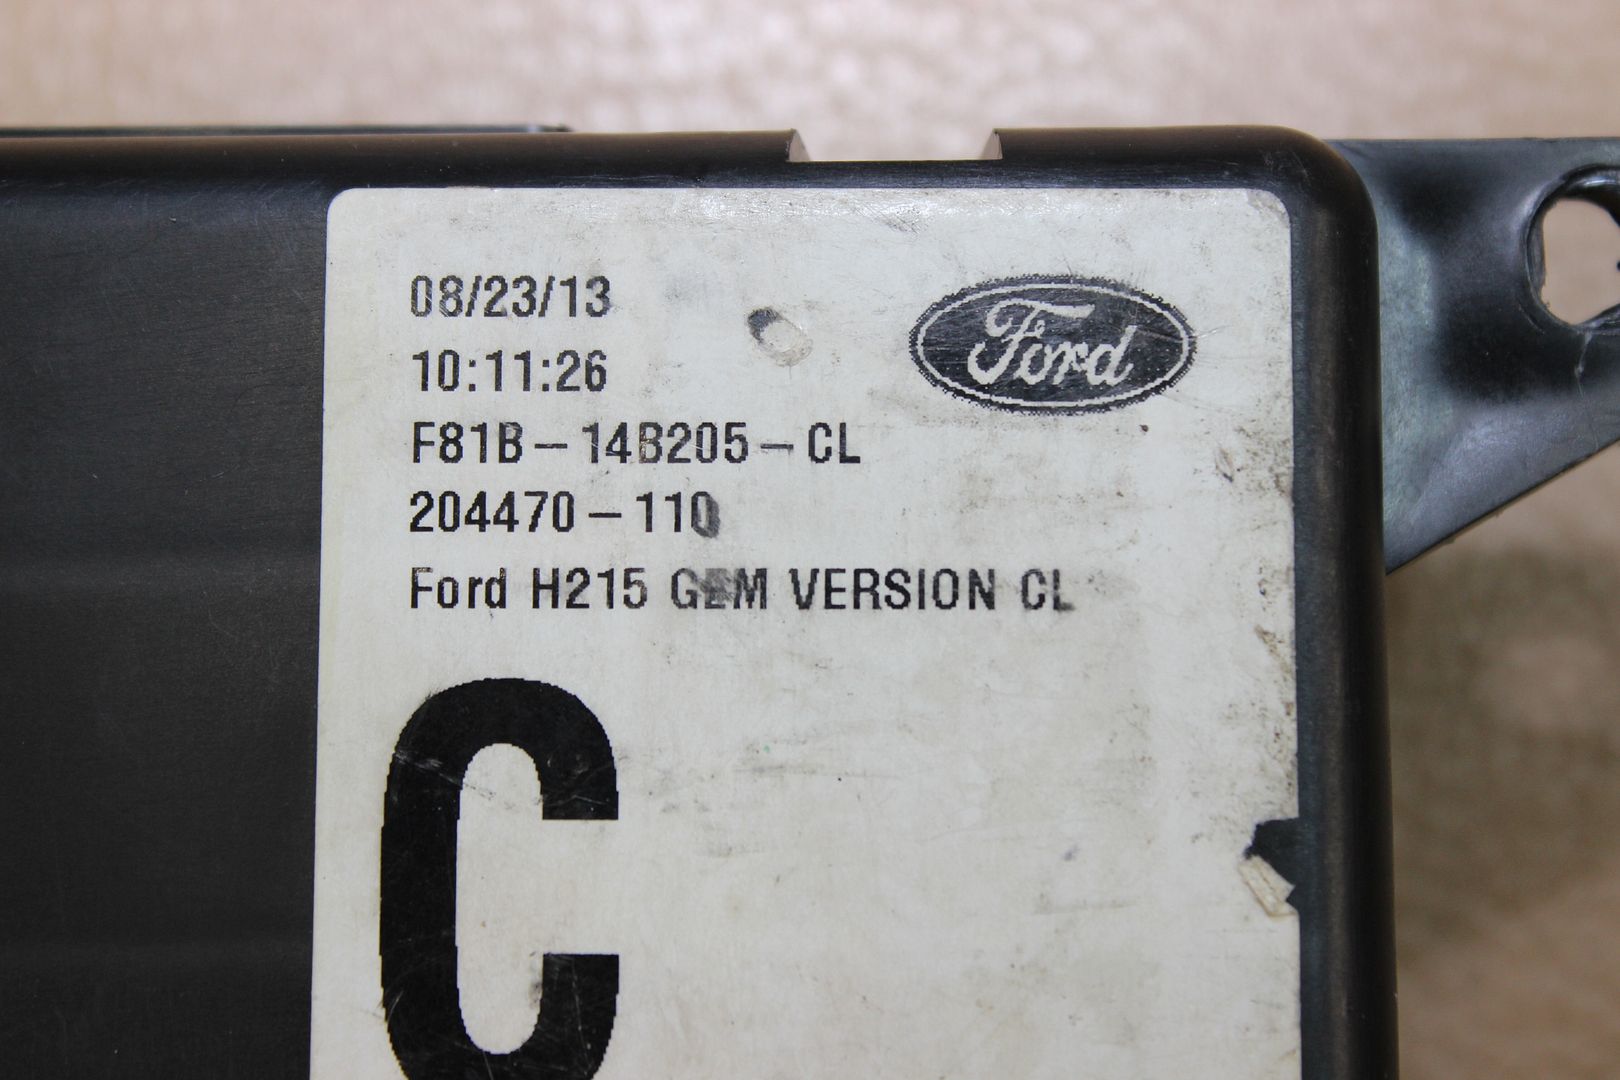 08/23/13
Ford
10:11:26
F81B-14B205-CL
204470-110
Ford H215 GEM VERSION CL
C